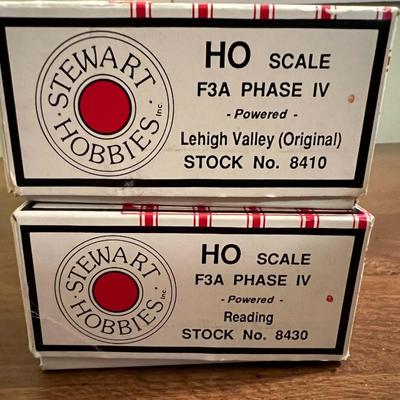 STEWART HOBBIES Inc.
HO SCALE
F3A PHASE IV
- Powered -
Lehigh Valley (Original)
STOCK No. 8410
STEWART HOBBIES Inc.
HO SCALE
F3A PHASE IV
- Powered -
Reading
STOCK No. 8430